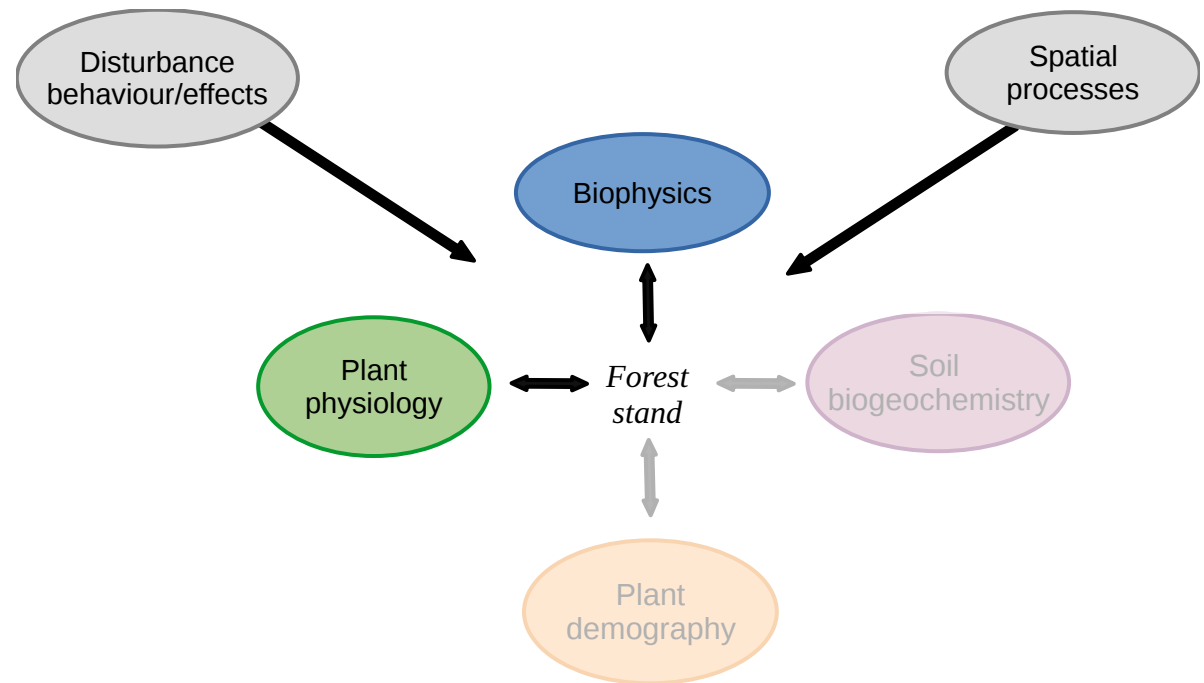 Disturbance
behaviour/effects
Spatial
processes
Biophysics
Plant
physiology
Forest
stand
Soil
biogeochemistry
Plant
demography